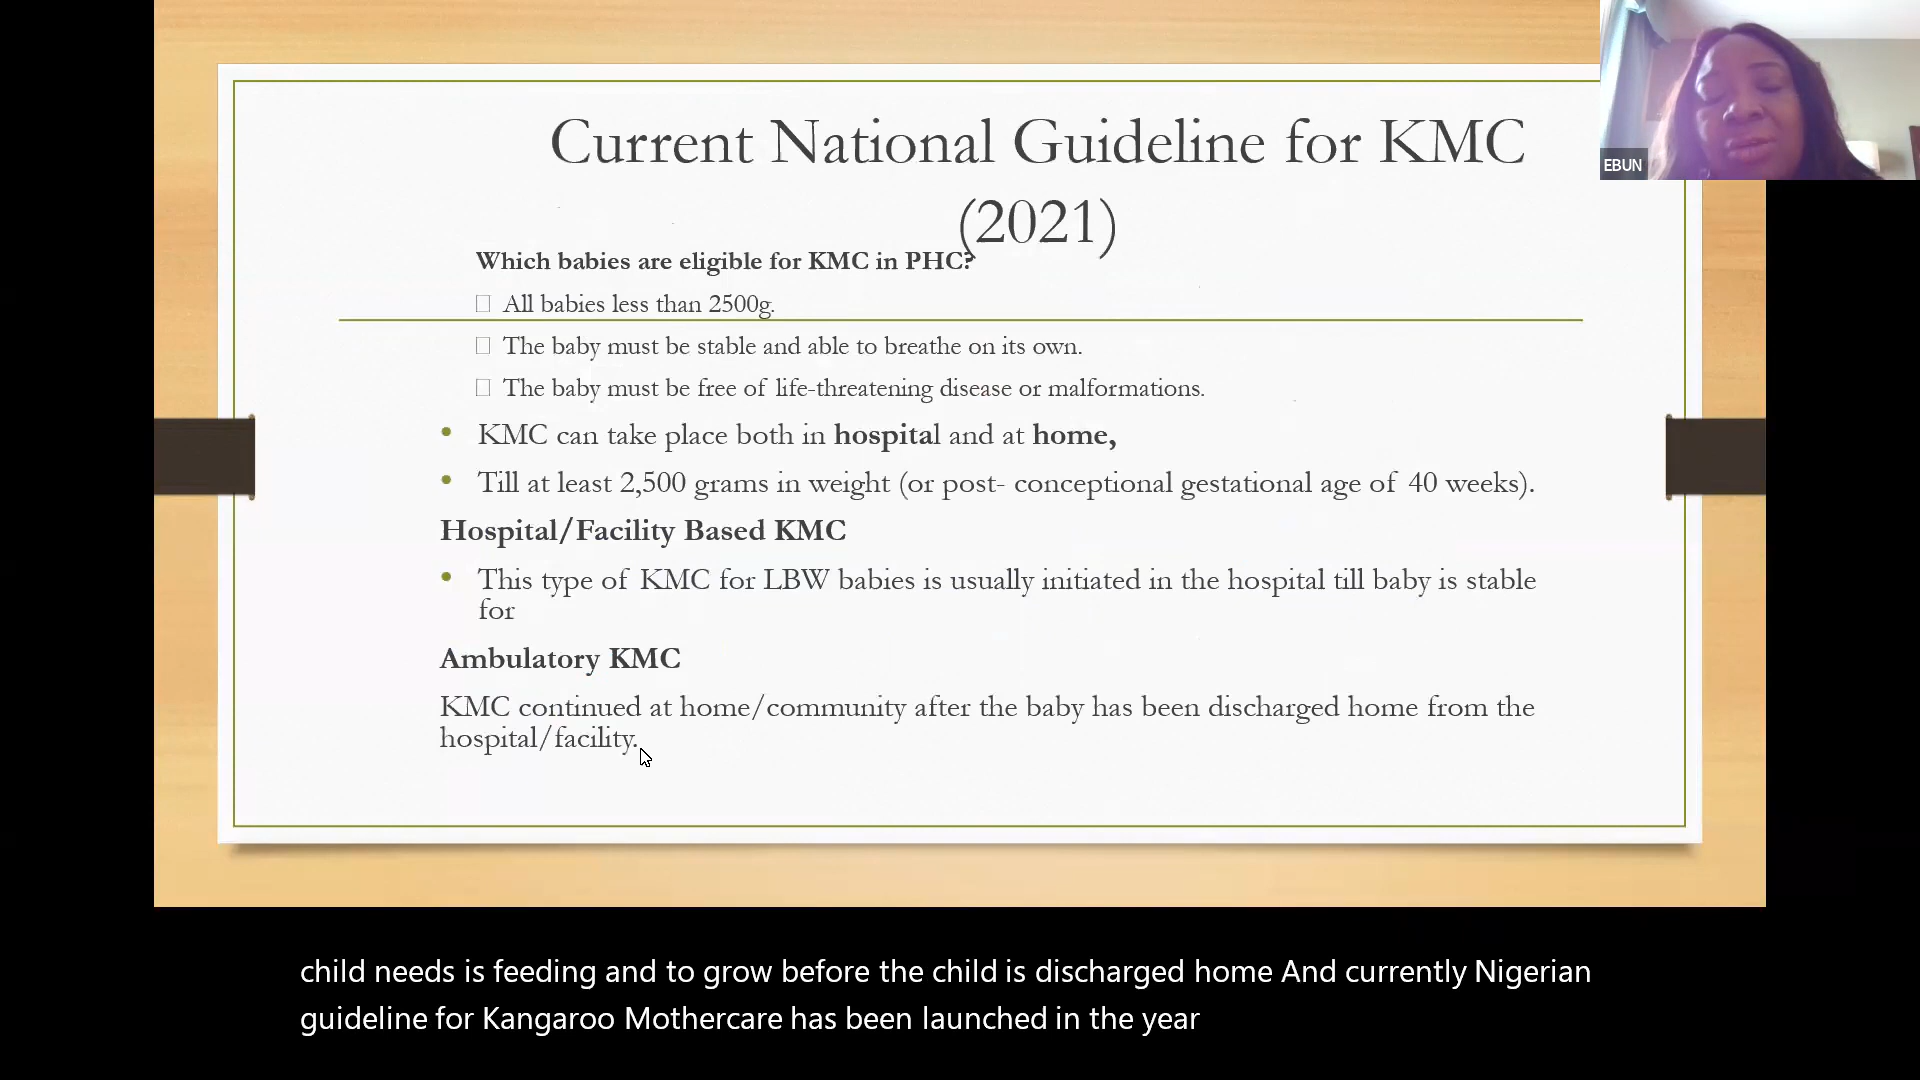 Current National Guideline for KMC
(2021)
EBUN
Which babies are eligible for KMC in PHC?
All babies less than 2500g.
The baby must be stable and able to breathe on its own.
The baby must be free of life-threatening disease or malformations.
• KMC can take place both in hospital and at home,
• Till at least 2,500 grams in weight (or post- conceptional gestational age of 40 weeks).
Hospital/Facility Based KMC
• This type of KMC for LBW babies is usually initiated in the hospital till baby is stable
for
Ambulatory KMC
KMC continued at home/community after the baby has been discharged home from the
hospital/facility.
child needs is feeding and to grow before the child is discharged home And currently Nigerian
guideline for Kangaroo Mothercare has been launched in the year